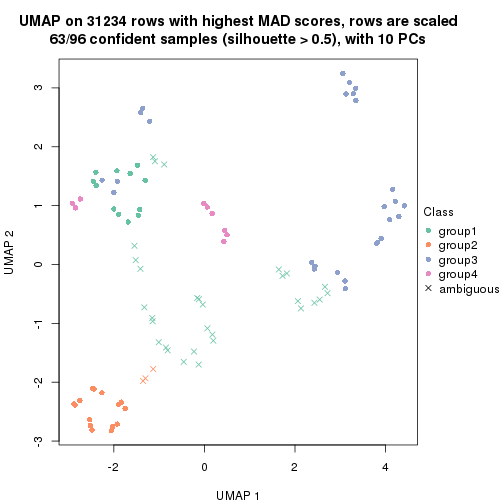 UMAP on 31234 rows with highest MAD scores, rows are scaled
63/96 confident samples (silhouette > 0.5), with 10 PCs
3
2
1
0
-1
-2
-3
UMAP 2
-2
0
2
4
UMAP 1
Class
group1
group2
group3
group4
ambiguous